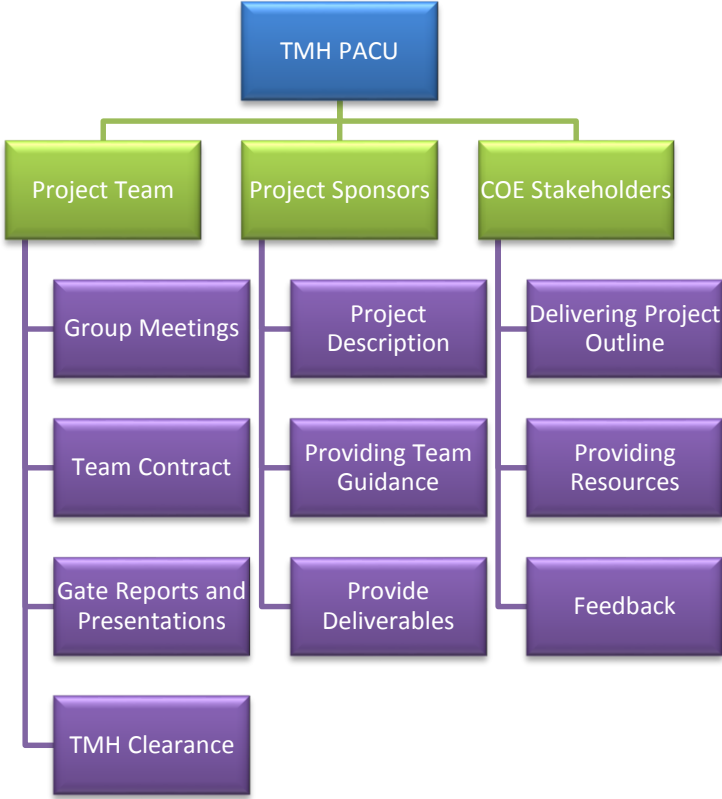 TMH PACU
Project Team
Project Sponsors
COE Stakeholders
Group Meetings
Team Contract
Gate Reports and
Presentations
TMH Clearance
Project
Description
Providing Team
Guidance
Provide
Deliverables
Delivering Project
Outline
Providing
Resources
Feedback